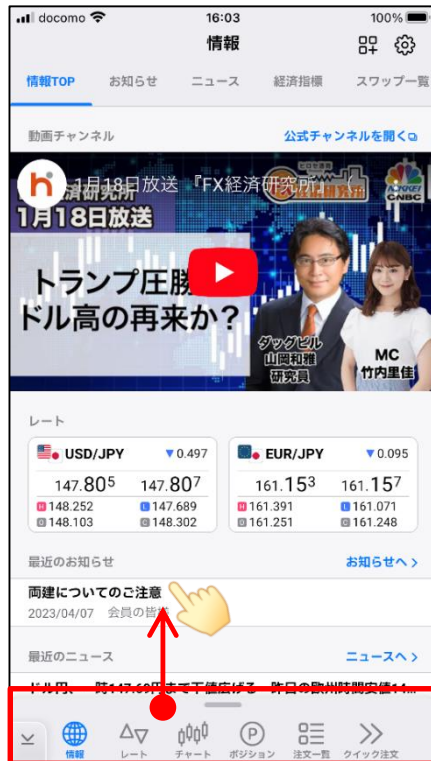 docomo 16:03 100%
情報
情報TOP お知らせ ニュース 経済指標 スワップ一覧
動画チャンネル 公式チャンネルを開く
1月18日放送 『FX経済研究所』
1月18日放送
NIKKEI CNBC
トランプ圧勝
ドル高の再来か?
ダッグビル
山岡和雅
研究員
MC
竹内里佳
レート
USD/JPY ▼0.497
147.805 147.807
H 148.252 L 147.689
O 148.103 C 148.302
EUR/JPY ▼0.095
161.153 161.157
H 161.391 L 161.071
O 161.251 C 161.248
最近のお知らせ お知らせへ >
両建についてのご注意
2023/04/07 会員の皆様
最近のニュース ニュースへ >
情報 レート チャート ポジション 注文一覧 クイック注文